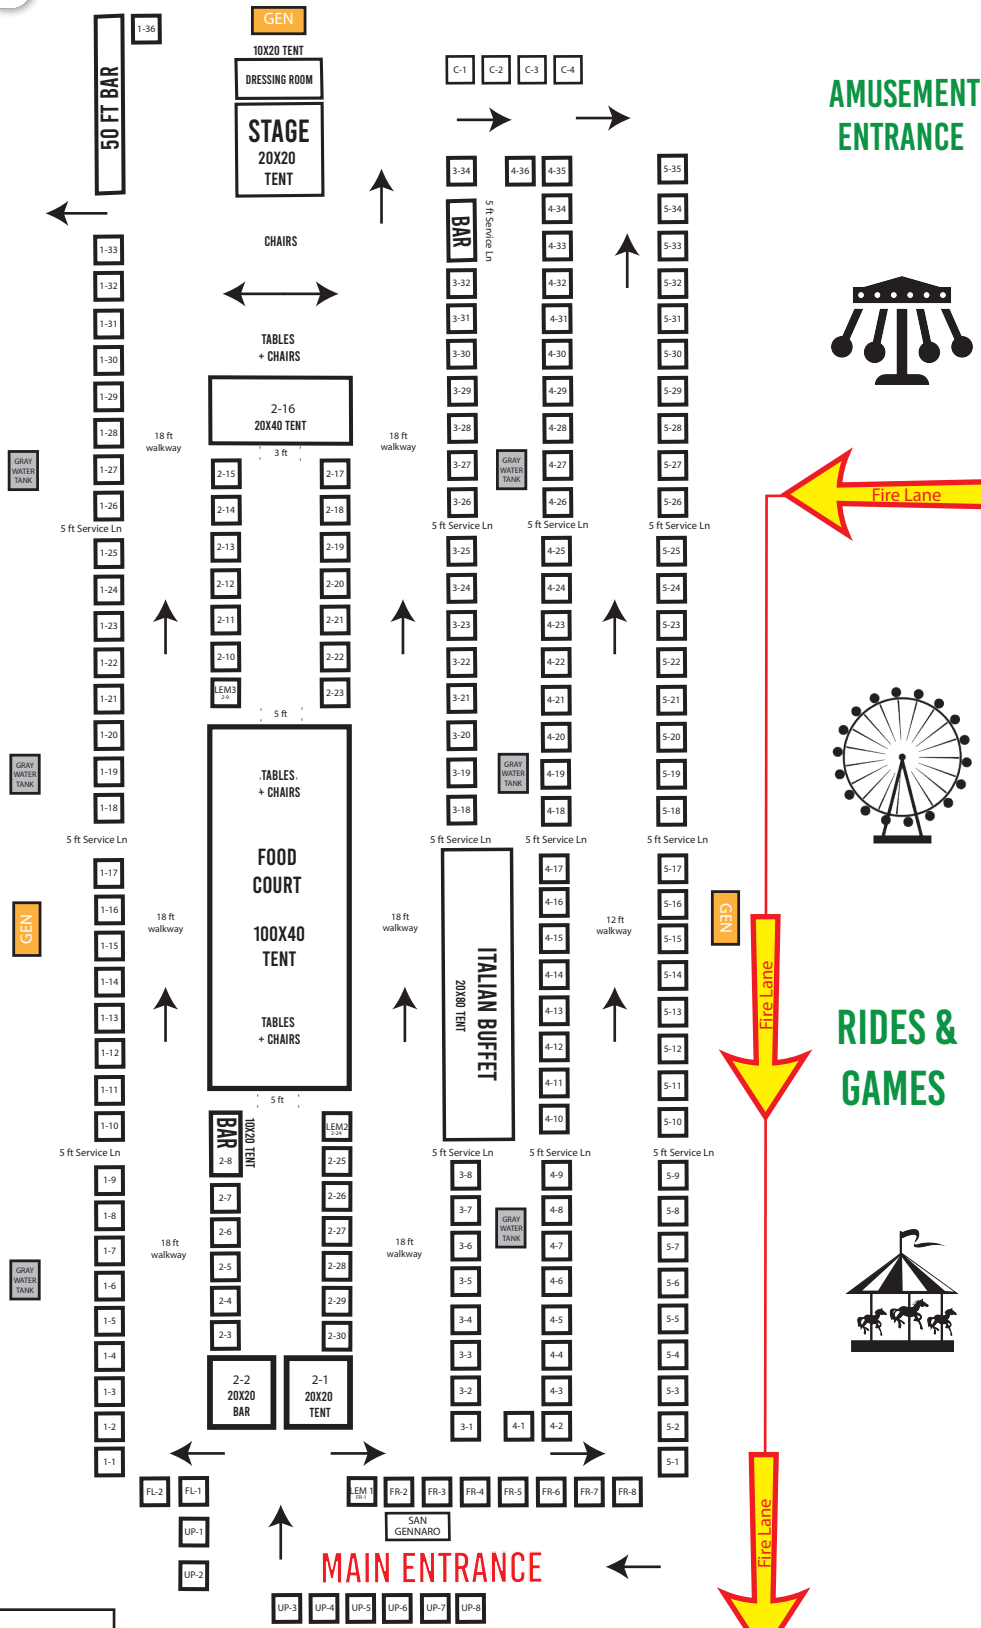 1-36
GEN
50 FT BAR
10X20 TENT
DRESSING ROOM
STAGE
20X20
TENT
C-1
C-2
C-3
C-4
AMUSEMENT
ENTRANCE
CHAIRS
TABLES
+ CHAIRS
2-16
20X40 TENT
3 ft
1-33
1-32
1-31
1-30
1-29
1-28
1-27
1-26
5 ft Service Ln
1-25
1-24
1-23
1-22
1-21
1-20
1-19
1-18
5 ft Service Ln
1-17
1-16
1-15
1-14
1-13
1-12
1-11
1-10
5 ft Service Ln
1-9
1-8
1-7
1-6
1-5
1-4
1-3
1-2
1-1
GRAY
WATER
TANK
GRAY
WATER
TANK
GEN
GRAY
WATER
TANK
18 ft
walkway
18 ft
walkway
18 ft
walkway
2-15
2-14
2-13
2-12
2-11
2-10
LEM3
2-9
2-17
2-18
2-19
2-20
2-21
2-22
2-23
5 ft
TABLES
+ CHAIRS
FOOD
COURT
100X40
TENT
TABLES
+ CHAIRS
5 ft
BAR
2-8
10X20 TENT
2-7
2-6
2-5
2-4
2-3
LEM2
2-24
2-25
2-26
2-27
2-28
2-29
2-30
2-2
20X20
BAR
2-1
20X20
TENT
18 ft
walkway
18 ft
walkway
18 ft
walkway
3-34
BAR
5 ft Service Ln
3-32
3-31
3-30
3-29
3-28
3-27
3-26
5 ft Service Ln
3-25
3-24
3-23
3-22
3-21
3-20
3-19
3-18
5 ft Service Ln
ITALIAN BUFFET
20X80 TENT
5 ft Service Ln
3-8
3-7
3-6
3-5
3-4
3-3
3-2
3-1
GRAY
WATER
TANK
GRAY
WATER
TANK
GRAY
WATER
TANK
4-36
4-35
4-34
4-33
4-32
4-31
4-30
4-29
4-28
4-27
4-26
5 ft Service Ln
4-25
4-24
4-23
4-22
4-21
4-20
4-19
4-18
5 ft Service Ln
4-17
4-16
4-15
4-14
4-13
4-12
4-11
4-10
5 ft Service Ln
4-9
4-8
4-7
4-6
4-5
4-4
4-3
4-1
4-2
12 ft
walkway
5-35
5-34
5-33
5-32
5-31
5-30
5-29
5-28
5-27
5-26
5 ft Service Ln
5-25
5-24
5-23
5-22
5-21
5-20
5-19
5-18
5 ft Service Ln
5-17
5-16
5-15
5-14
5-13
5-12
5-11
5-10
5 ft Service Ln
5-9
5-8
5-7
5-6
5-5
5-4
5-3
5-2
5-1
GEN
Fire Lane
Fire Lane
RIDES &
GAMES
Fire Lane
FL-2
FL-1
LEM 1
FR-1
FR-2
FR-3
FR-4
FR-5
FR-6
FR-7
FR-8
UP-1
UP-2
SAN
GENNARO
MAIN ENTRANCE
UP-3
UP-4
UP-5
UP-6
UP-7
UP-8